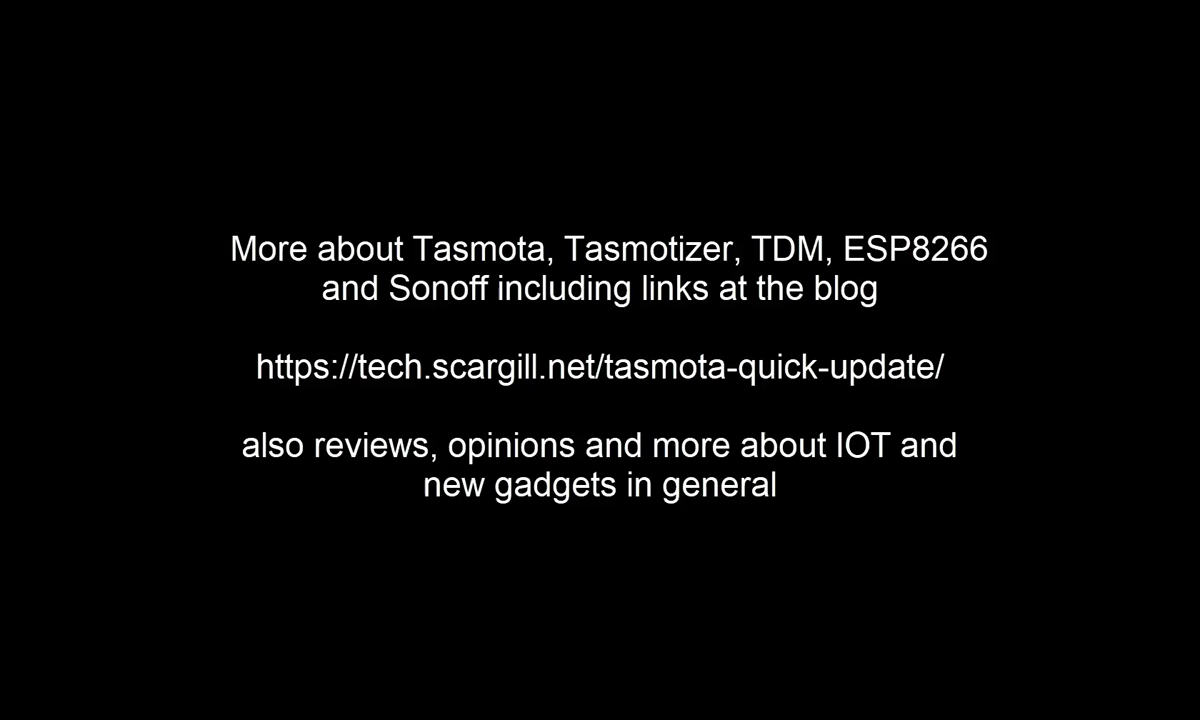 More about Tasmota, Tasmotizer, TDM, ESP8266
and Sonoff including links at the blog
https://tech.scargill.net/tasmota-quick-update/
also reviews, opinions and more about IOT and
new gadgets in general